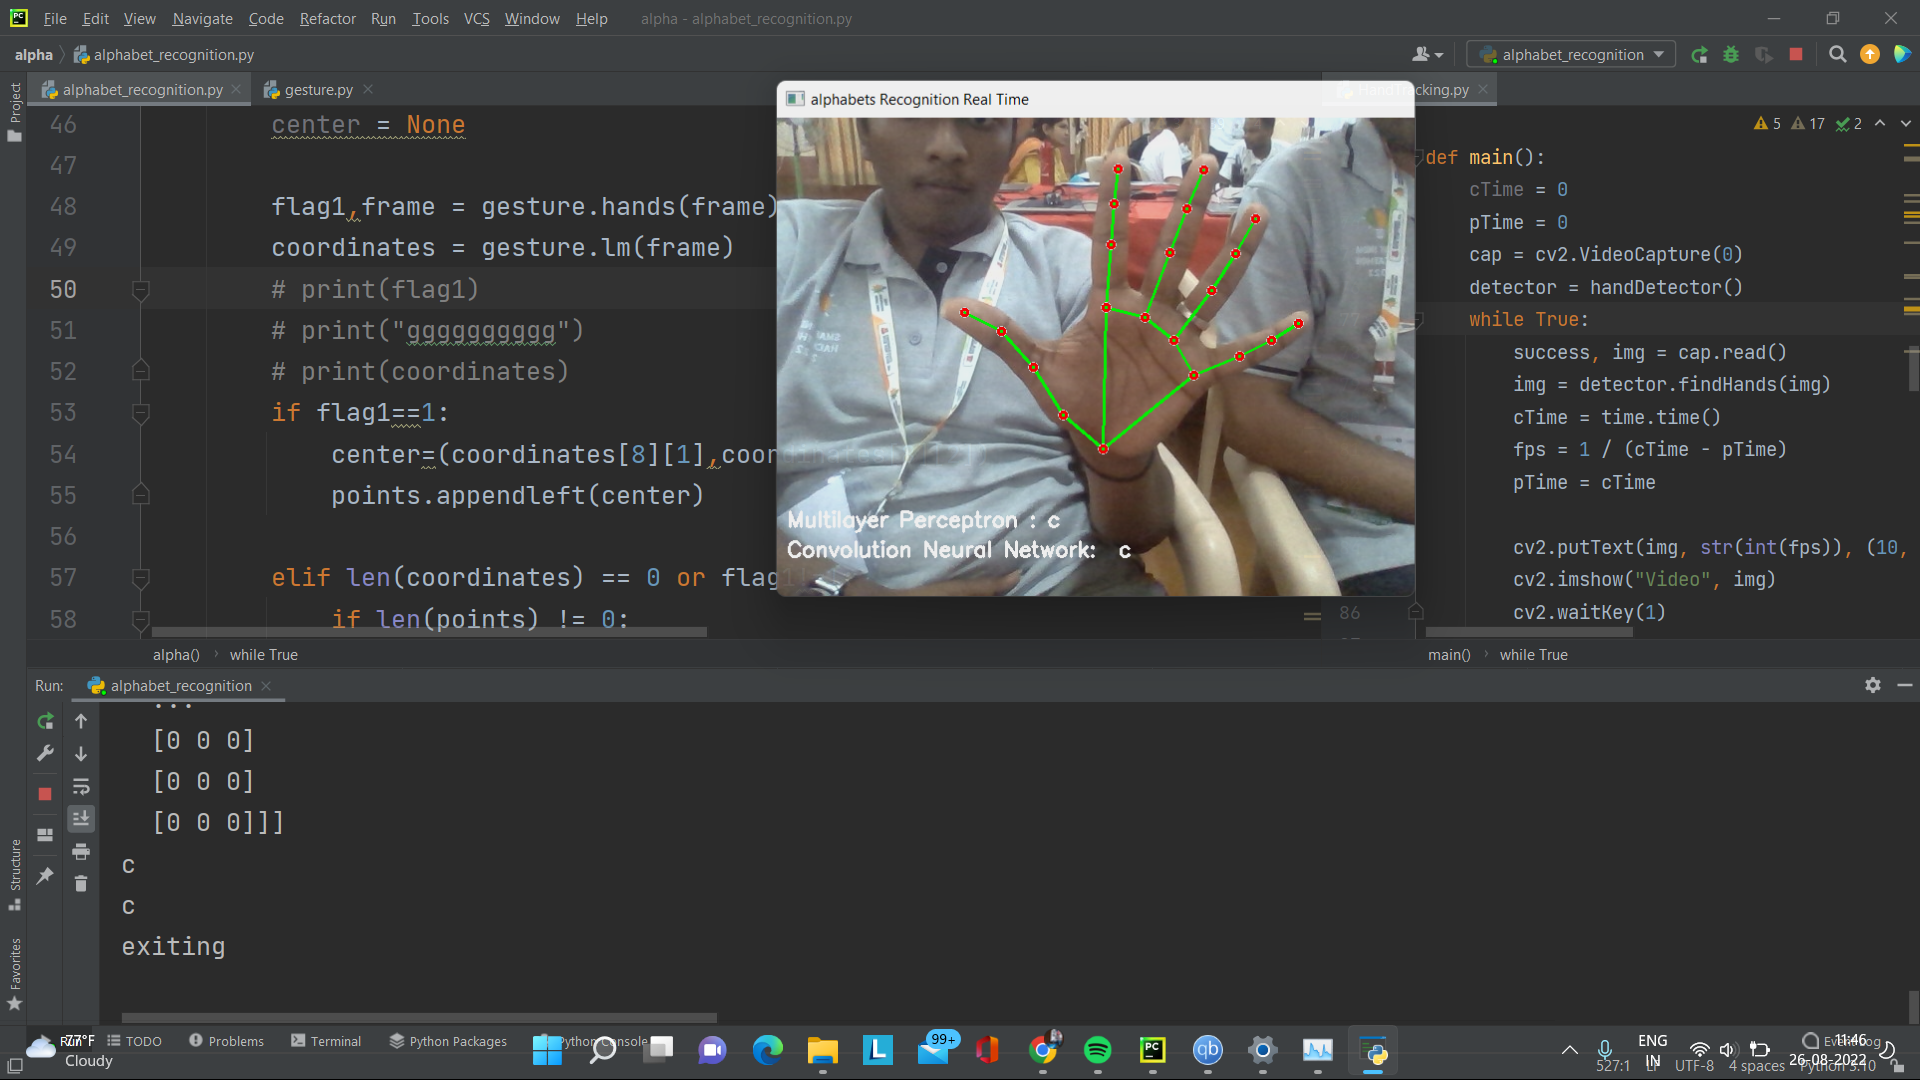 File Edit View Navigate Code Refactor Run Tools VCS Window Help alpha - alphabet_recognition.py
alpha alphabet_recognition.py
alphabet_recognition
Project
alphabet_recognition.py
gesture.py
HandTracking.py
46 center = None
47
48 flag1,frame = gesture.hands(frame)
49 coordinates = gesture.lm(frame)
50 # print(flag1)
51 # print("gggggggggg")
52 # print(coordinates)
53 if flag1==1:
54 center=(coordinates[8][1],coor
55 points.appendleft(center)
56
57 elif len(coordinates) == 0 or flag1
58 if len(points) != 0:
alphabets Recognition Real Time
Multilayer Perceptron : c
Convolution Neural Network: c
5 17 2
def main():
cTime = 0
pTime = 0
cap = cv2.VideoCapture(0)
detector = handDetector()
while True:
success, img = cap.read()
img = detector.findHands(img)
cTime = time.time()
fps = 1 / (cTime - pTime)
pTime = cTime
cv2.putText(img, str(int(fps)), (10,
cv2.imshow("Video", img)
86 cv2.waitKey(1)
alpha() while True
main() while True
Run: alphabet_recognition
...
[0 0 0]
[0 0 0]
[0 0 0]]]
c
c
exiting
Structure
Favorites
Run TODO Problems Terminal Python Packages Python Console
77°F
Cloudy
99+
ENG
IN
11:46
26-08-2022
527:1 LF UTF-8 4 spaces Python 3.10